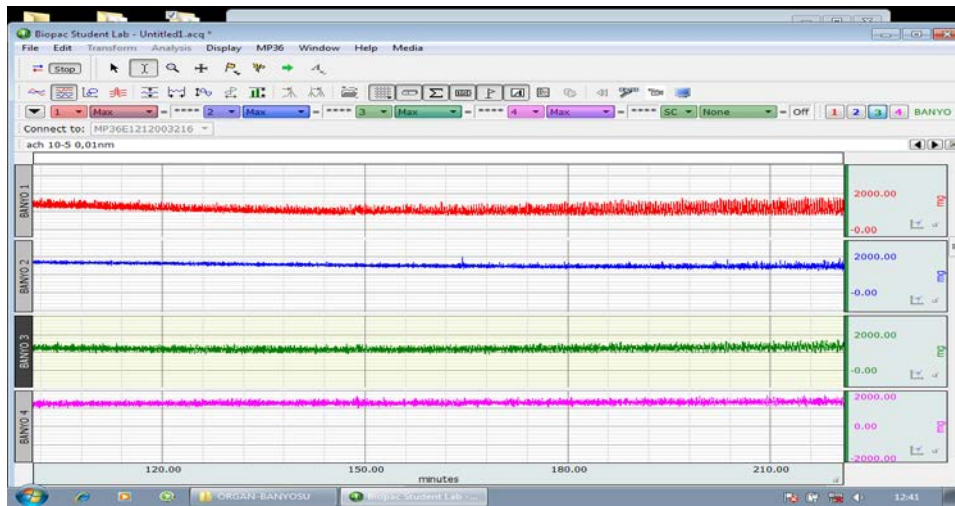 Biopac Student Lab - Untitled1.acq *
File Edit Transform Analysis Display MP36 Window Help Media
Stop
1 Max = **** 2 Max = **** 3 Max = **** 4 Max = **** SC None = Off 1 2 3 4 BANYO
Connect to: MP36E1212003216
ach 10-5 0,01nm
BANYO 1
2000.00
-0.00
mg
BANYO 2
2000.00
-0.00
mg
BANYO 3
2000.00
-0.00
mg
BANYO 4
2000.00
0.00
-2000.00
mg
120.00 150.00 180.00 210.00
minutes
ORGAN-BANYOSU Biopac Student Lab -... 12:41